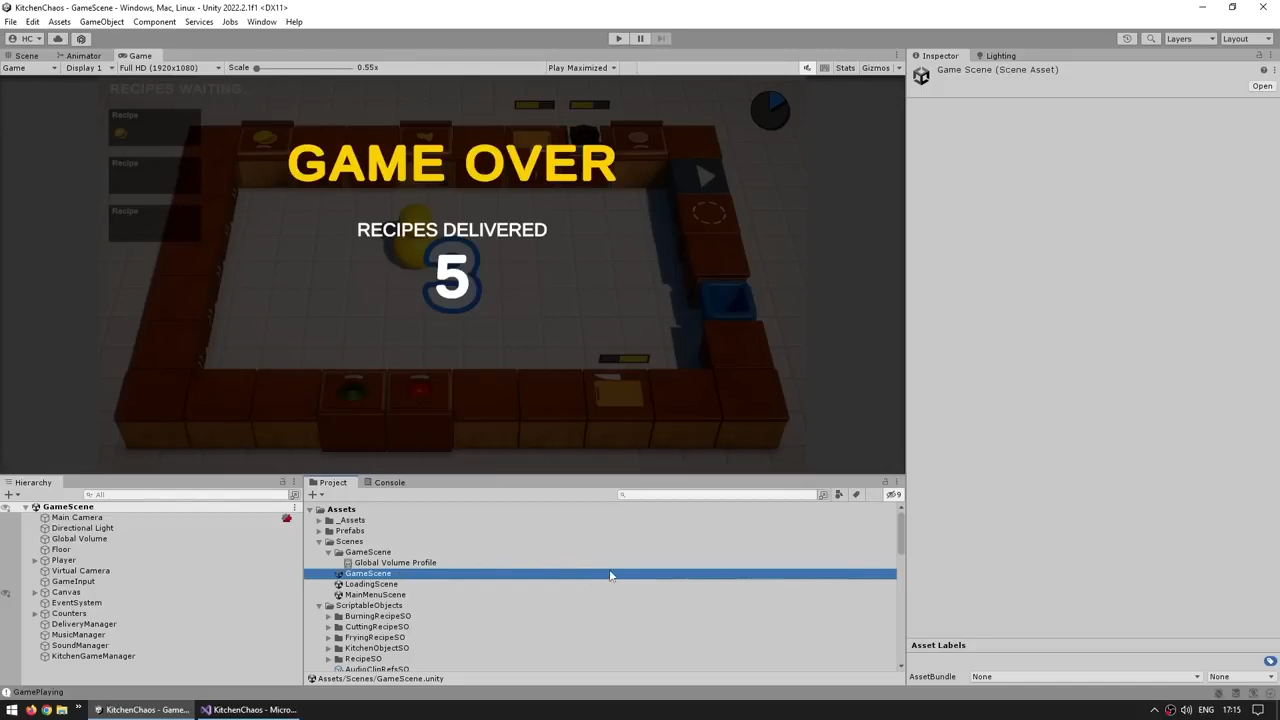 KitchenChaos - GameScene - Windows, Mac, Linux - Unity 2022.2.1f1 <DX11>
File Edit Assets GameObject Component Services Jobs Window Help
HC
Layers
Layout
Scene
Animator
Game
Inspector
Lighting
Game
Display 1
Full HD (1920x1080)
Scale
0.55x
Play Maximized
Stats
Gizmos
Game Scene (Scene Asset)
Open
RECIPES WAITING...
Recipe
Recipe
Recipe
GAME OVER
RECIPES DELIVERED
5
3
Hierarchy
All
GameScene
Main Camera
Directional Light
Global Volume
Floor
Player
Virtual Camera
GameInput
Canvas
EventSystem
Counters
DeliveryManager
MusicManager
SoundManager
KitchenGameManager
Project
Console
9
Assets
_Assets
Prefabs
Scenes
GameScene
Global Volume Profile
GameScene
LoadingScene
MainMenuScene
ScriptableObjects
BurningRecipeSO
CuttingRecipeSO
FryingRecipeSO
KitchenObjectSO
RecipeSO
AudioClipRefsSO
Assets/Scenes/GameScene.unity
Asset Labels
AssetBundle
None
None
GamePlaying
KitchenChaos - Game...
KitchenChaos - Micro...
ENG
17:15